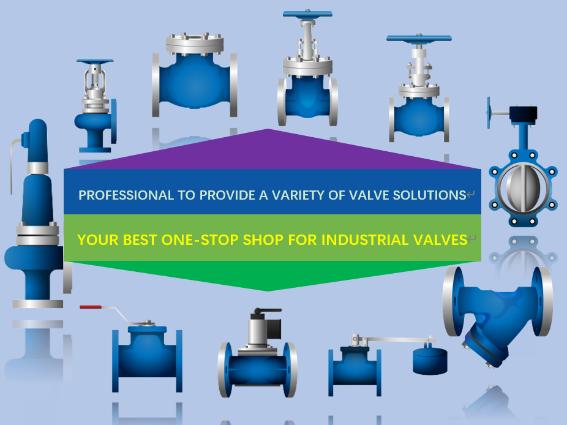 PROFESSIONAL TO PROVIDE A VARIETY OF VALVE SOLUTIONS↵
YOUR BEST ONE-STOP SHOP FOR INDUSTRIAL VALVES↵